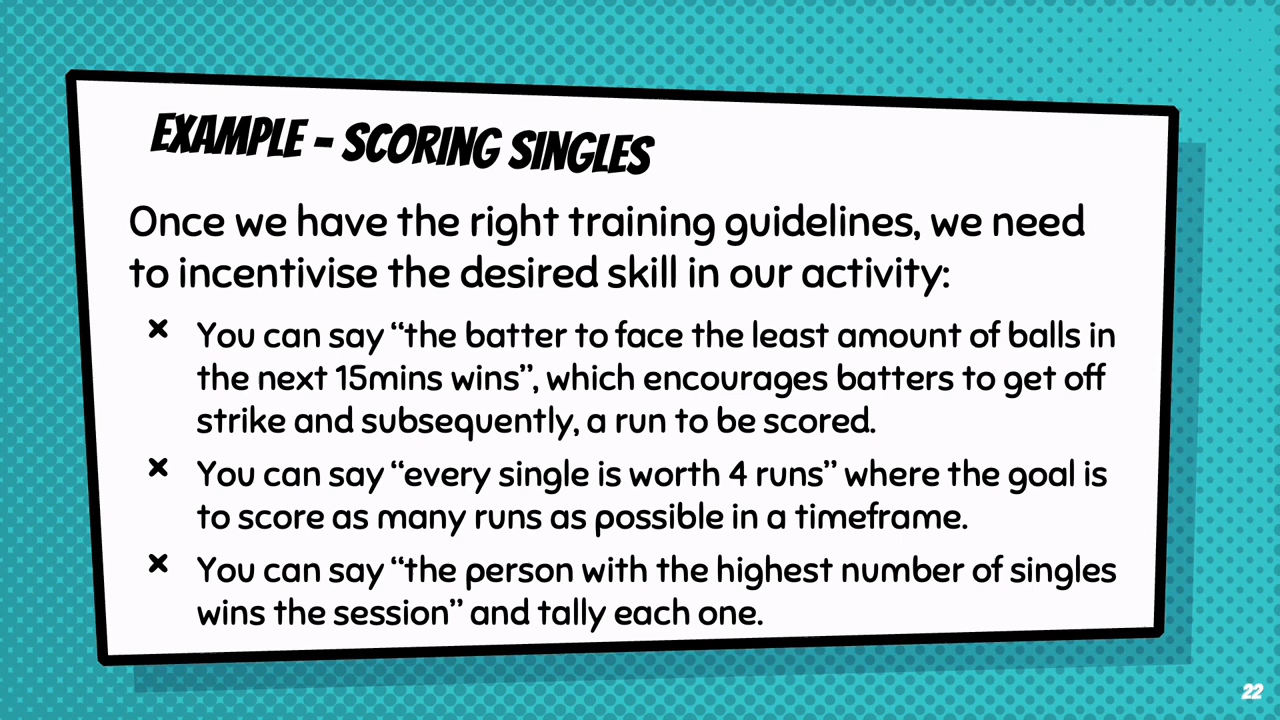 EXAMPLE - SCORING SINGLES
Once we have the right training guidelines, we need
to incentivise the desired skill in our activity:
× You can say “the batter to face the least amount of balls in
the next 15mins wins”, which encourages batters to get off
strike and subsequently, a run to be scored.
× You can say “every single is worth 4 runs” where the goal is
to score as many runs as possible in a timeframe.
× You can say “the person with the highest number of singles
wins the session” and tally each one.
22